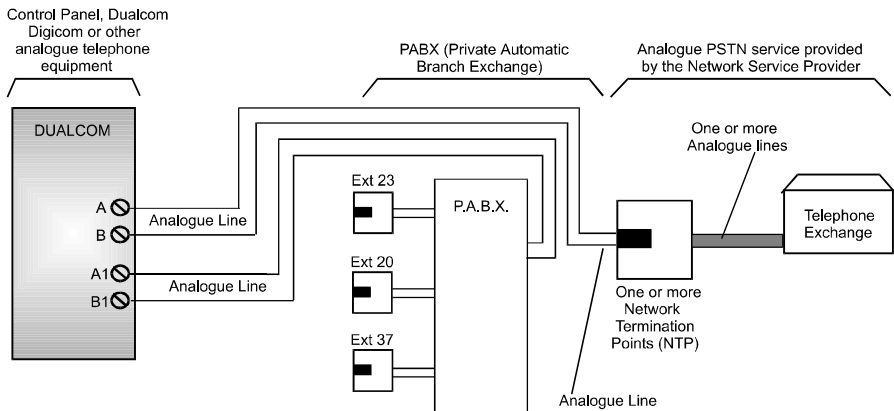 Control Panel, Dualcom
Digicom or other
analogue telephone
equipment
PABX (Private Automatic
Branch Exchange)
Analogue PSTN service provided
by the Network Service Provider
DUALCOM
One or more
Analogue lines
A
Analogue Line
B
A1
Analogue Line
B1
Ext 23
Ext 20
Ext 37
P.A.B.X.
Telephone
Exchange
One or more
Network
Termination
Points (NTP)
Analogue Line